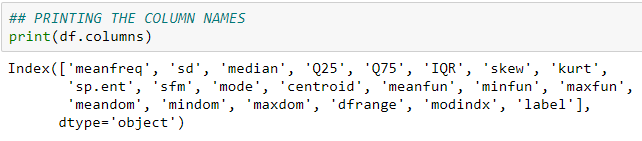 ## PRINTING THE COLUMN NAMES
print(df.columns)
Index(['meanfreq', 'sd', 'median', 'Q25', 'Q75', 'IQR', 'skew', 'kurt',
'sp.ent', 'sfm', 'mode', 'centroid', 'meanfun', 'minfun', 'maxfun',
'meandom', 'mindom', 'maxdom', 'dfrange', 'modindx', 'label'],
dtype='object')